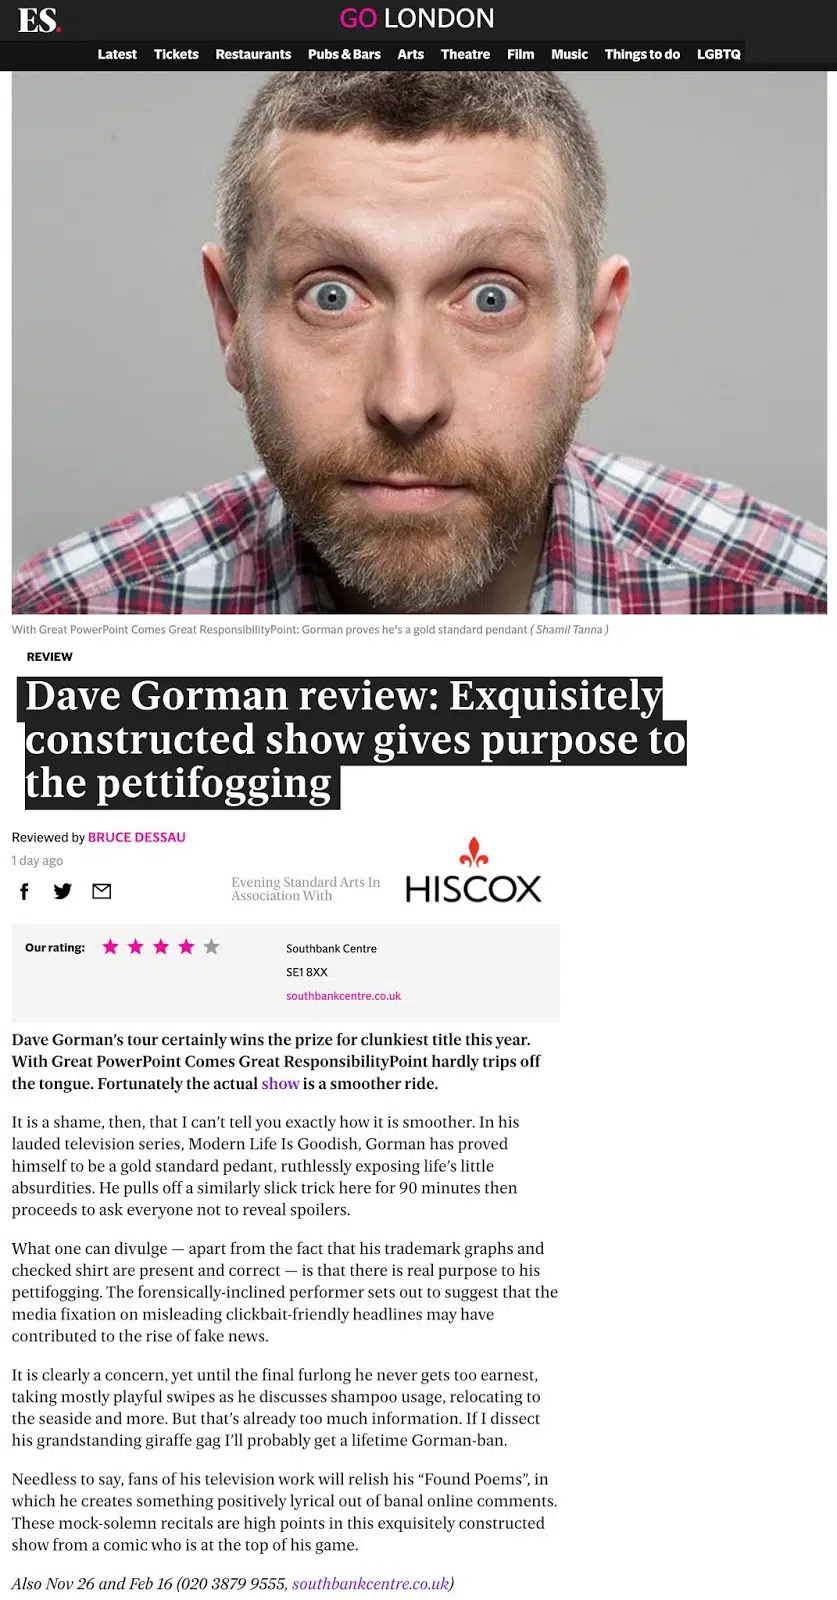 ES.
GO LONDON
Latest Tickets Restaurants Pubs & Bars Arts Theatre Film Music Things to do LGBTQ
With Great PowerPoint Comes Great ResponsibilityPoint: Gorman proves he's a gold standard pendant ( Shamil Tanna )
REVIEW
Dave Gorman review: Exquisitely
constructed show gives purpose to
the pettifogging
Reviewed by BRUCE DESSAU
1 day ago
Evening Standard Arts In
Association With
HISCOX
Our rating:
Southbank Centre
SE1 8XX
southbankcentre.co.uk
Dave Gorman’s tour certainly wins the prize for clunkiest title this year.
With Great PowerPoint Comes Great ResponsibilityPoint hardly trips off
the tongue. Fortunately the actual show is a smoother ride.
It is a shame, then, that I can’t tell you exactly how it is smoother. In his
lauded television series, Modern Life Is Goodish, Gorman has proved
himself to be a gold standard pedant, ruthlessly exposing life’s little
absurdities. He pulls off a similarly slick trick here for 90 minutes then
proceeds to ask everyone not to reveal spoilers.
What one can divulge — apart from the fact that his trademark graphs and
checked shirt are present and correct — is that there is real purpose to his
pettifogging. The forensically-inclined performer sets out to suggest that the
media fixation on misleading clickbait-friendly headlines may have
contributed to the rise of fake news.
It is clearly a concern, yet until the final furlong he never gets too earnest,
taking mostly playful swipes as he discusses shampoo usage, relocating to
the seaside and more. But that’s already too much information. If I dissect
his grandstanding giraffe gag I’ll probably get a lifetime Gorman-ban.
Needless to say, fans of his television work will relish his “Found Poems”, in
which he creates something positively lyrical out of banal online comments.
These mock-solemn recitals are high points in this exquisitely constructed
show from a comic who is at the top of his game.
Also Nov 26 and Feb 16 (020 3879 9555, southbankcentre.co.uk)